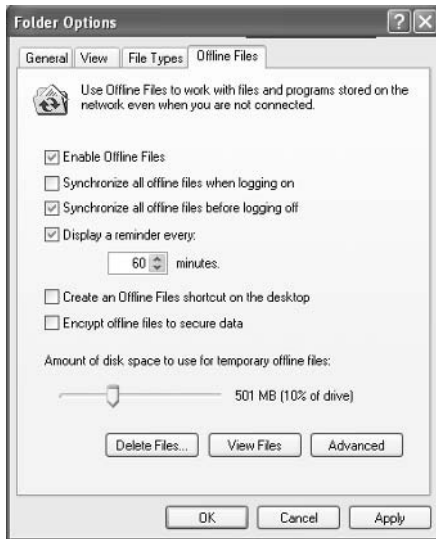 Folder Options
General View File Types Offline Files
Use Offline Files to work with files and programs stored on the
network even when you are not connected.
Enable Offline Files
Synchronize all offline files when logging on
Synchronize all offline files before logging off
Display a reminder every:
60 minutes.
Create an Offline Files shortcut on the desktop
Encrypt offline files to secure data
Amount of disk space to use for temporary offline files:
501 MB (10% of drive)
Delete Files... View Files Advanced
OK Cancel Apply